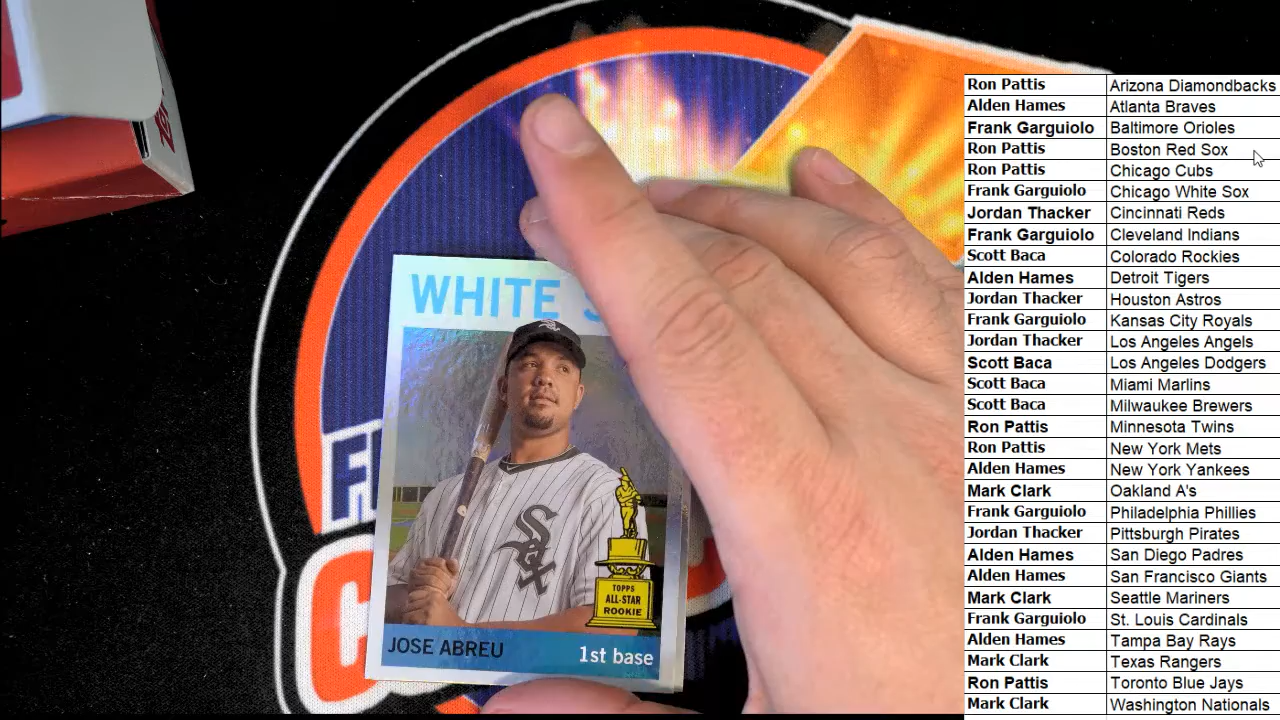 WHITE S
TOPPS
ALL-STAR
ROOKIE
JOSE ABREU
1st base
Ron Pattis Arizona Diamondbacks
Alden Hames Atlanta Braves
Frank Garguiolo Baltimore Orioles
Ron Pattis Boston Red Sox
Ron Pattis Chicago Cubs
Frank Garguiolo Chicago White Sox
Jordan Thacker Cincinnati Reds
Frank Garguiolo Cleveland Indians
Scott Baca Colorado Rockies
Alden Hames Detroit Tigers
Jordan Thacker Houston Astros
Frank Garguiolo Kansas City Royals
Jordan Thacker Los Angeles Angels
Scott Baca Los Angeles Dodgers
Scott Baca Miami Marlins
Scott Baca Milwaukee Brewers
Ron Pattis Minnesota Twins
Ron Pattis New York Mets
Alden Hames New York Yankees
Mark Clark Oakland A's
Frank Garguiolo Philadelphia Phillies
Jordan Thacker Pittsburgh Pirates
Alden Hames San Diego Padres
Alden Hames San Francisco Giants
Mark Clark Seattle Mariners
Frank Garguiolo St. Louis Cardinals
Alden Hames Tampa Bay Rays
Mark Clark Texas Rangers
Ron Pattis Toronto Blue Jays
Mark Clark Washington Nationals